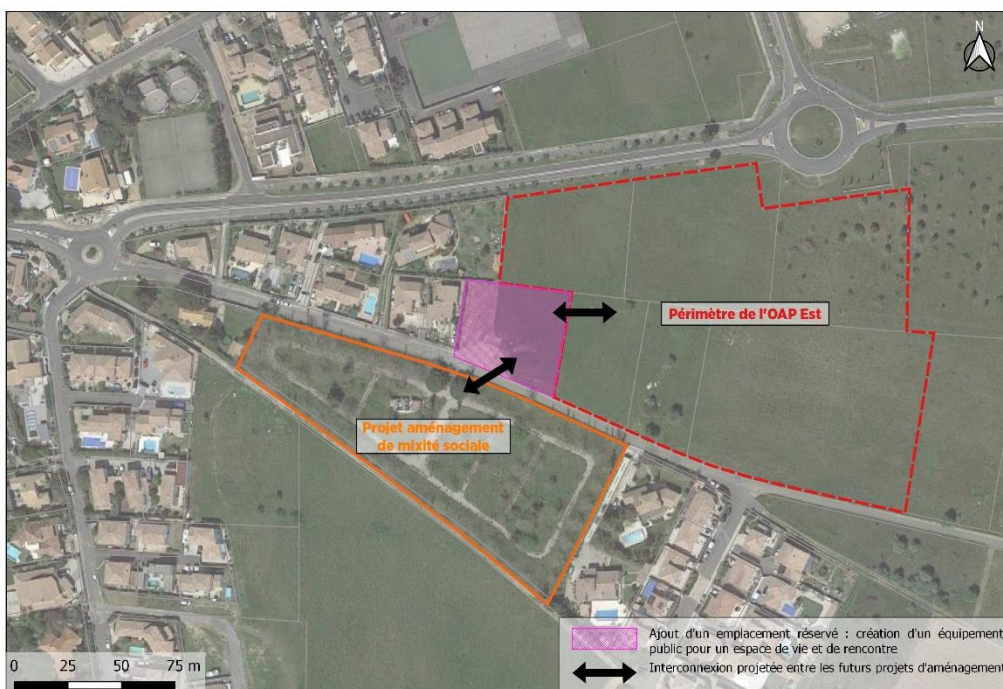 N
Périmètre de l'OAP Est
Projet aménagement
de mixité sociale
Ajout d'un emplacement réservé : création d'un équipement
public pour un espace de vie et de rencontre
Interconnexion projetée entre les futurs projets d'aménagement
0 25 50 75 m